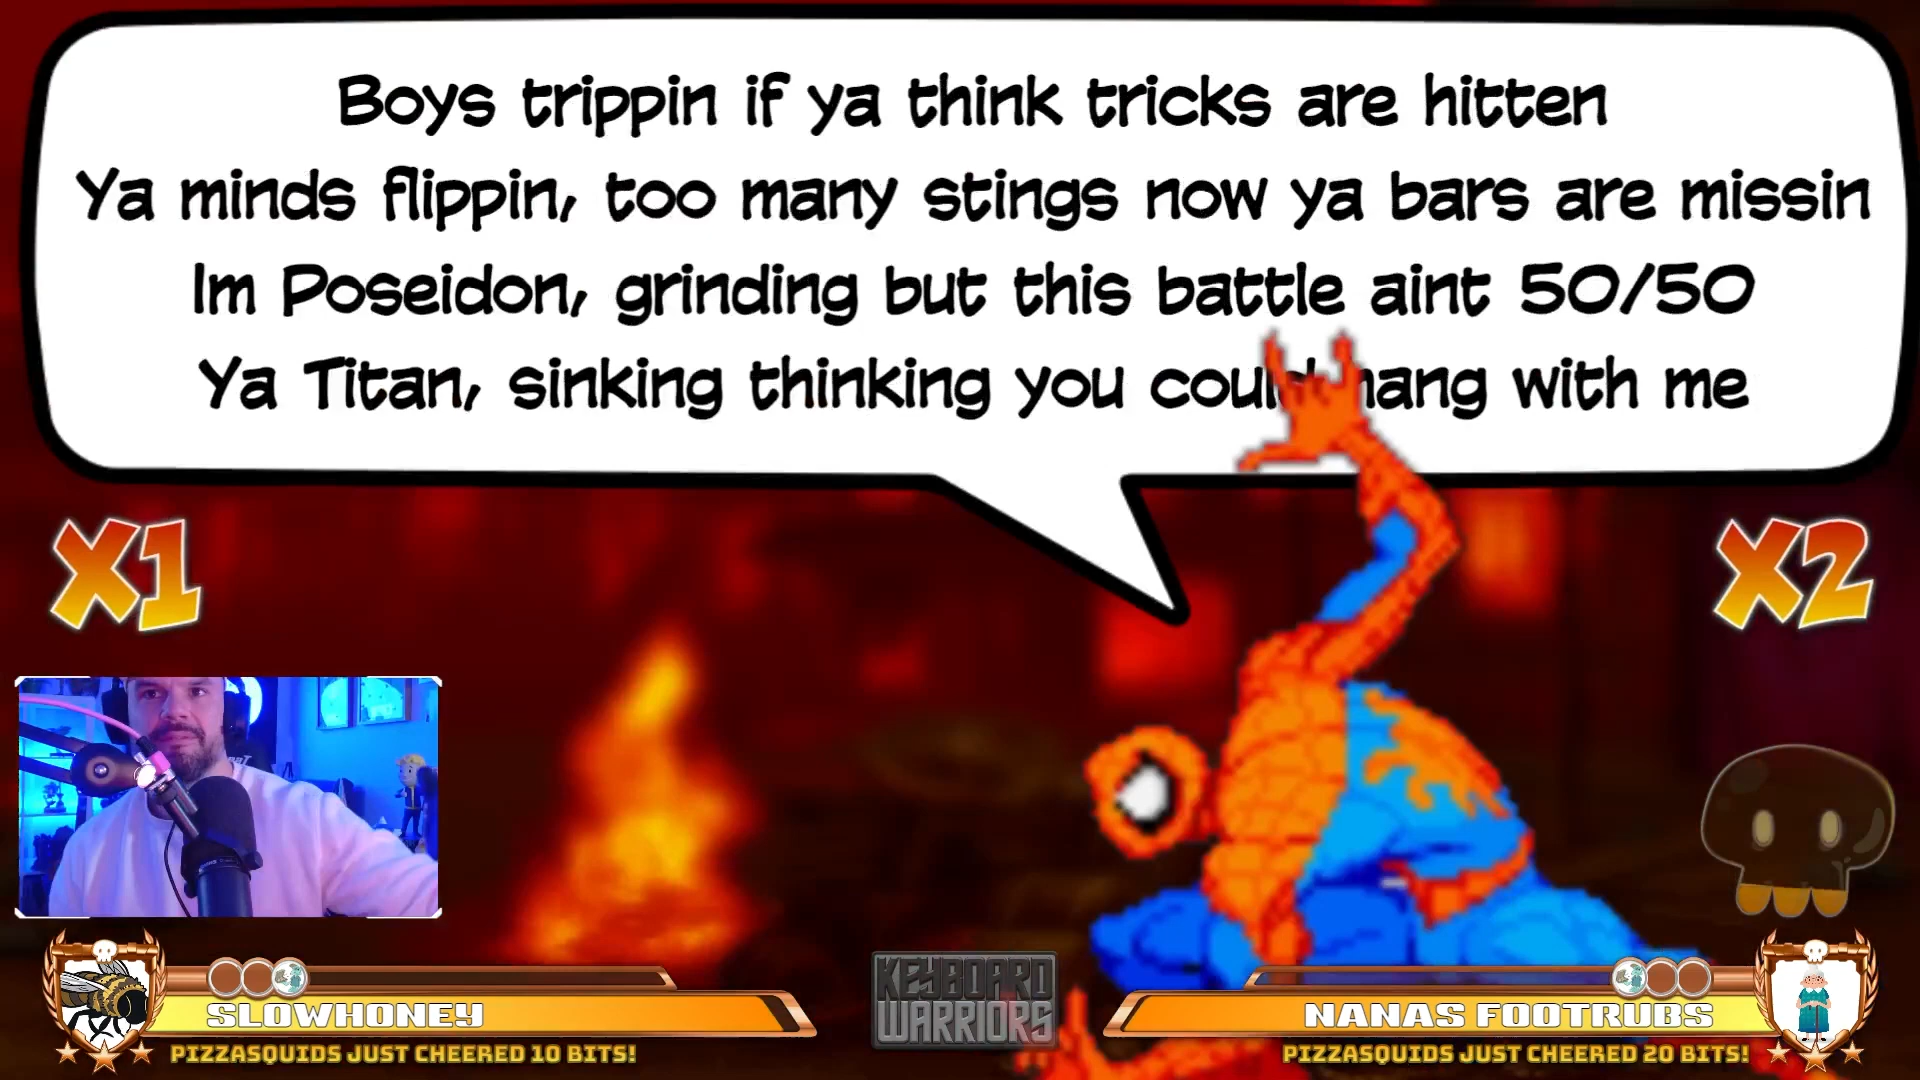 Boys trippin if ya think tricks are hitten
Ya minds flippin, too many stings now ya bars are missin
Im Poseidon, grinding but this battle aint 50/50
Ya Titan, sinking thinking you could hang with me
X1
X2
SLOWHONEY
PIZZASQUIDS JUST CHEERED 10 BITS!
KEYBOARD
WARRIORS
NANAS FOOTRUBS
PIZZASQUIDS JUST CHEERED 20 BITS!